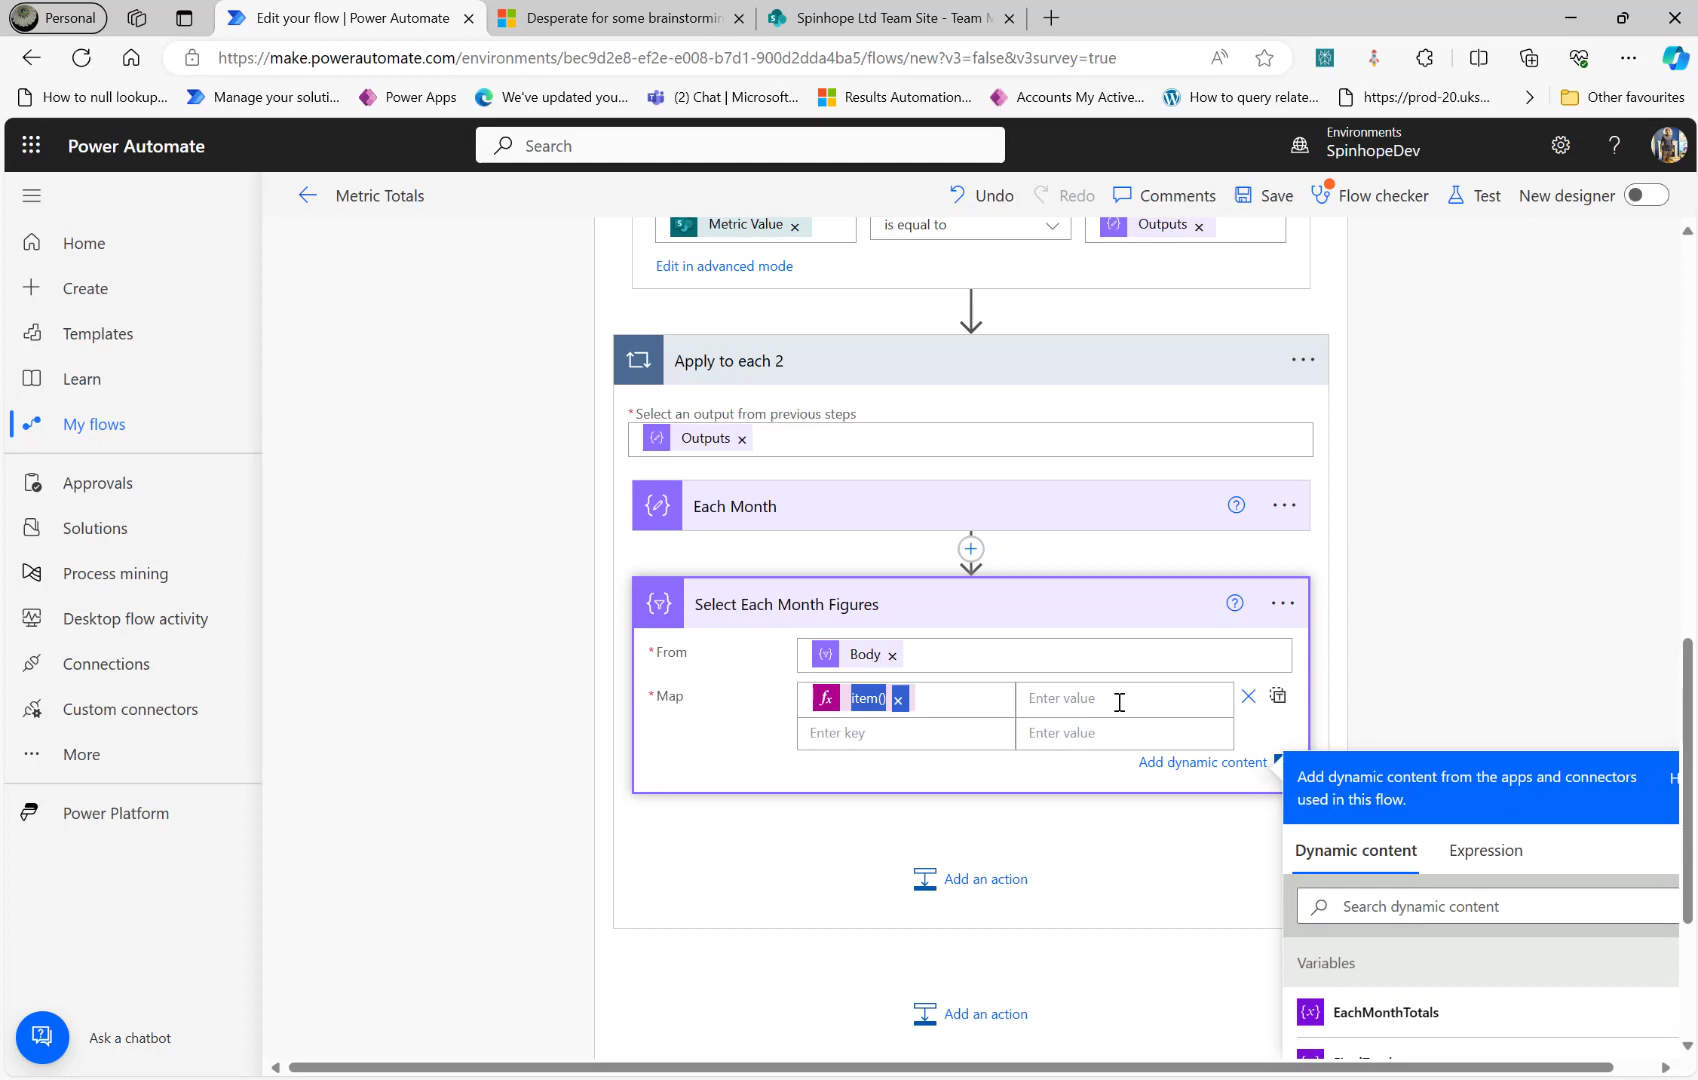 Personal
Edit your flow | Power Automate
Desperate for some brainstormin
Spinhope Ltd Team Site - Team M
https://make.powerautomate.com/environments/bec9d2e8-ef2e-e008-b7d1-900d2dda4ba5/flows/new?v3=false&v3survey=true
How to null lookup...
Manage your soluti...
Power Apps
We've updated you...
(2) Chat | Microsoft...
Results Automation...
Accounts My Active...
How to query relate...
https://prod-20.uks...
Other favourites
Power Automate
Search
Environments
SpinhopeDev
Metric Totals
Undo
Redo
Comments
Save
Flow checker
Test
New designer
Home
Create
Templates
Learn
My flows
Approvals
Solutions
Process mining
Desktop flow activity
Connections
Custom connectors
More
Power Platform
Ask a chatbot
Metric Value
is equal to
Outputs
Edit in advanced mode
Apply to each 2
* Select an output from previous steps
Outputs
Each Month
Select Each Month Figures
* From
Body
* Map
fx item()
Enter value
Enter key
Enter value
Add dynamic content
Add an action
Add an action
Add dynamic content from the apps and connectors
used in this flow.
Dynamic content
Expression
Search dynamic content
Variables
EachMonthTotals